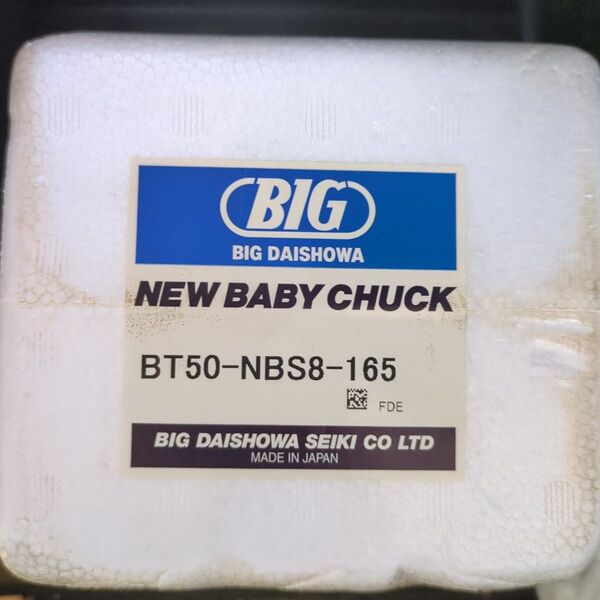 BIG
BIG DAISHOWA
NEW BABY CHUCK
BT50-NBS8-165
FDE
BIG DAISHOWA SEIKI CO LTD
MADE IN JAPAN